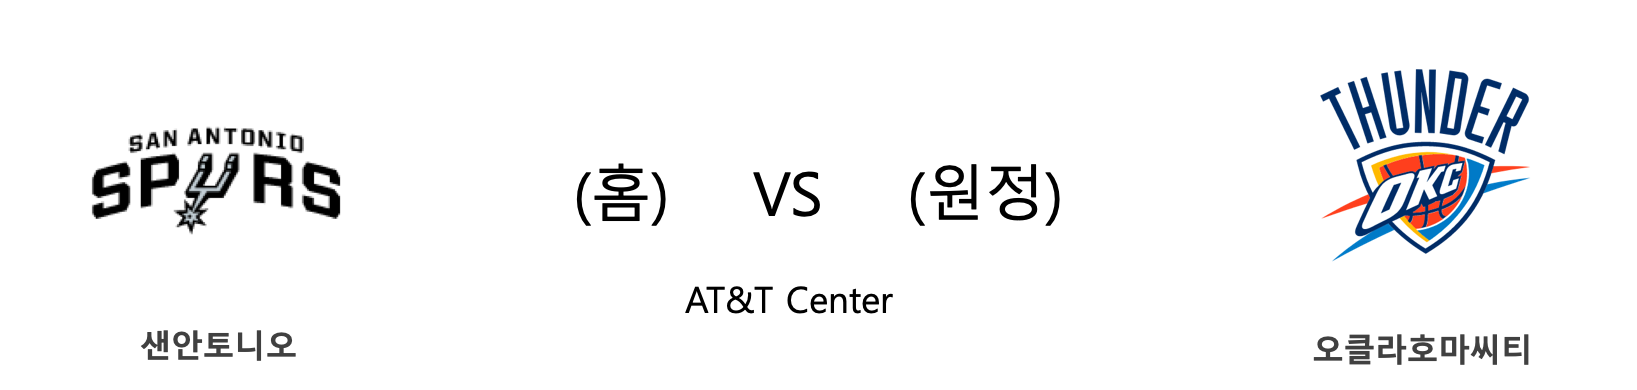 SAN ANTONIO
SPURS
(홈) VS (원정)
AT&T Center
THUNDER
OKC
샌안토니오
오클라호마씨티